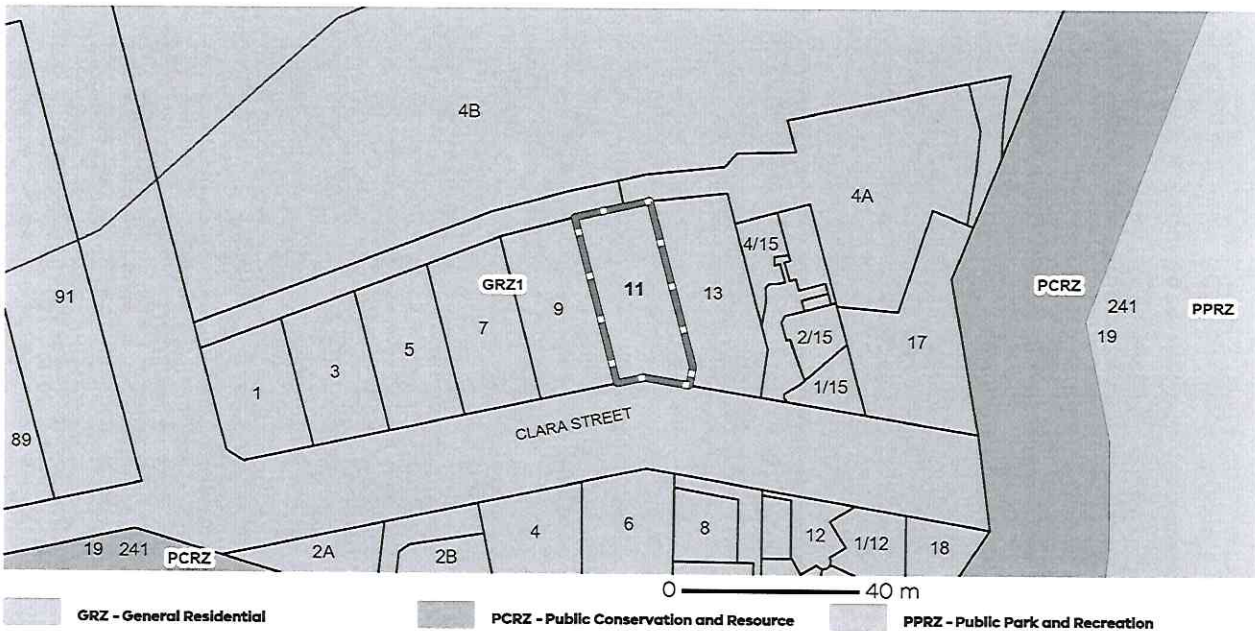 4B
4A
91
GRZ1
11
4/15
13
9
7
5
3
1
2/15
1/15
17
PCRZ
241
19
PPRZ
89
CLARA STREET
19 241
PCRZ
2A
2B
4
6
8
12
1/12
18
0 40 m
GRZ - General Residential
PCRZ - Public Conservation and Resource
PPRZ - Public Park and Recreation